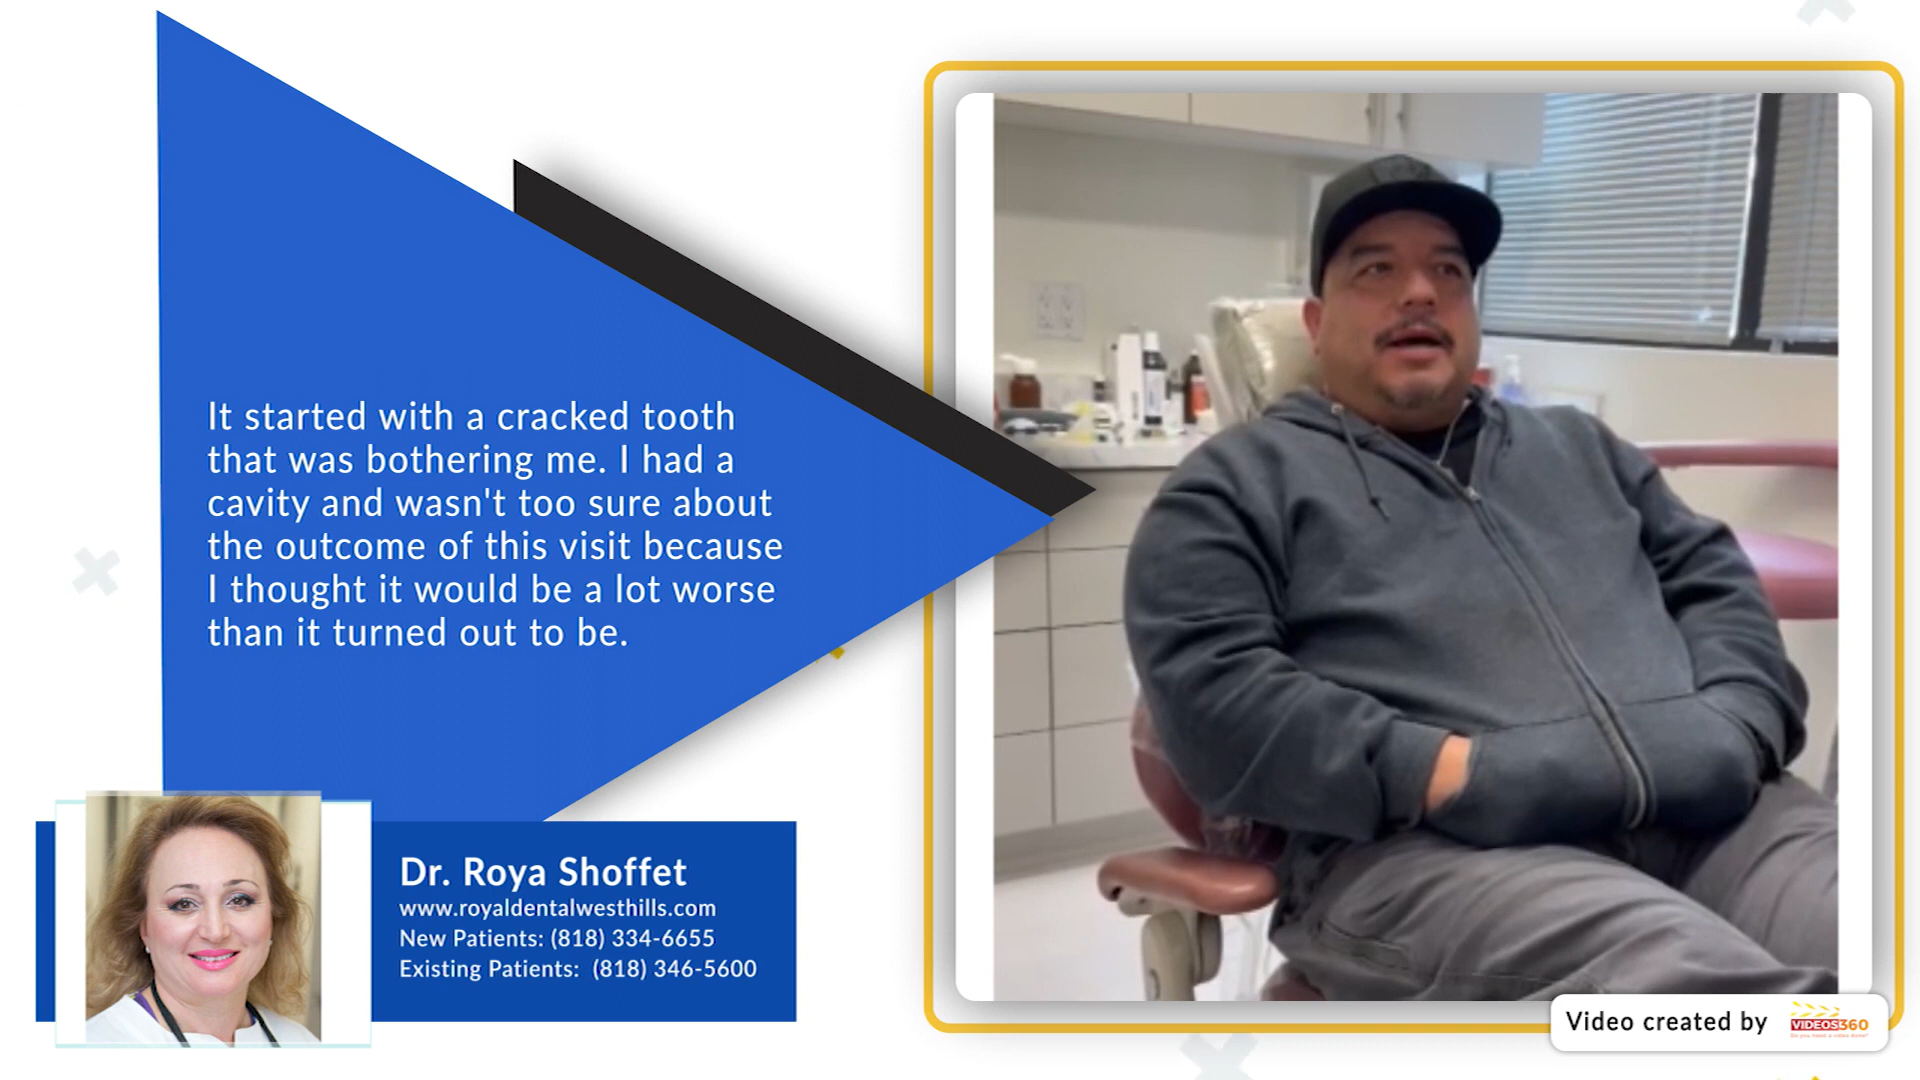 It started with a cracked tooth
that was bothering me. I had a
cavity and wasn't too sure about
the outcome of this visit because
I thought it would be a lot worse
than it turned out to be.
Dr. Roya Shoffet
www.royaldentalwesthills.com
New Patients: (818) 334-6655
Existing Patients: (818) 346-5600
Video created by
VIDEOS360